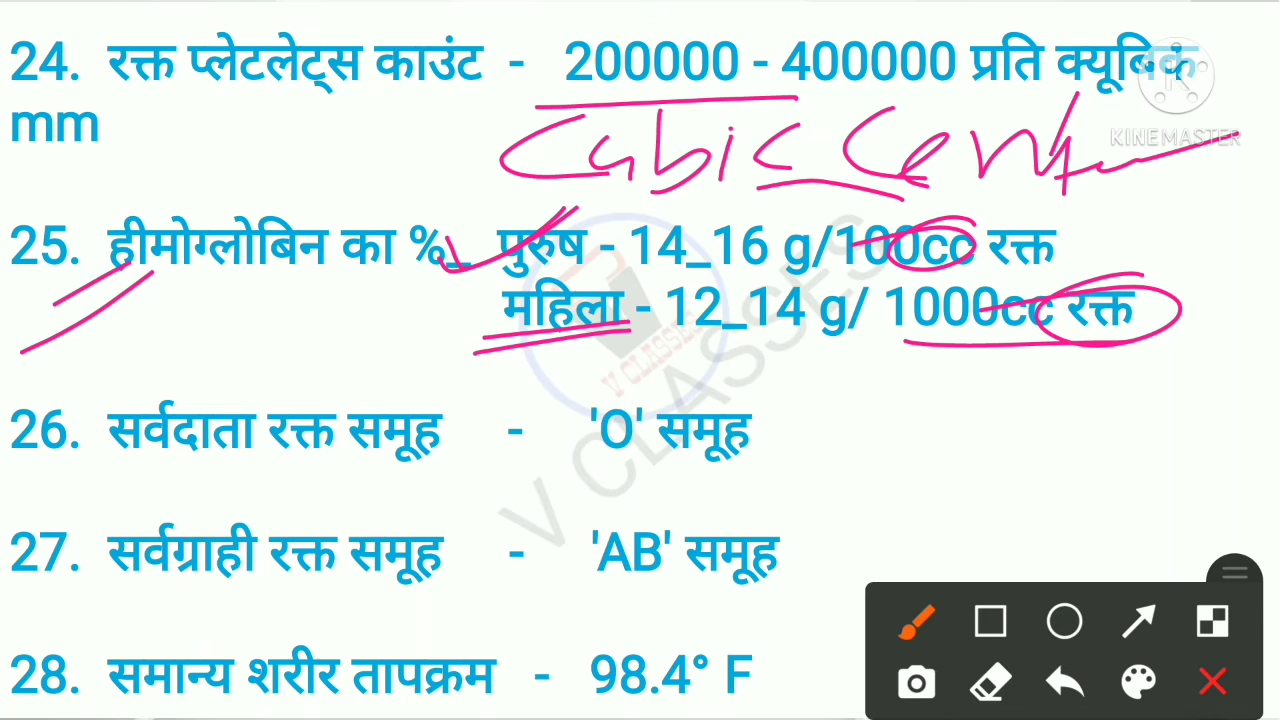 24. रक्त प्लेटलेट्स काउंट - 200000 - 400000 प्रति क्यूबिक
mm
KINEMASTER
Cubic
25. हीमोग्लोबिन का %_ पुरुष - 14_16 g/100cc रक्त
महिला - 12_14 g/ 1000cc रक्त
V CLASSES
V CLASSES
26. सर्वदाता रक्त समूह - 'O' समूह
27. सर्वग्राही रक्त समूह - 'AB' समूह
28. समान्य शरीर तापक्रम - 98.4° F